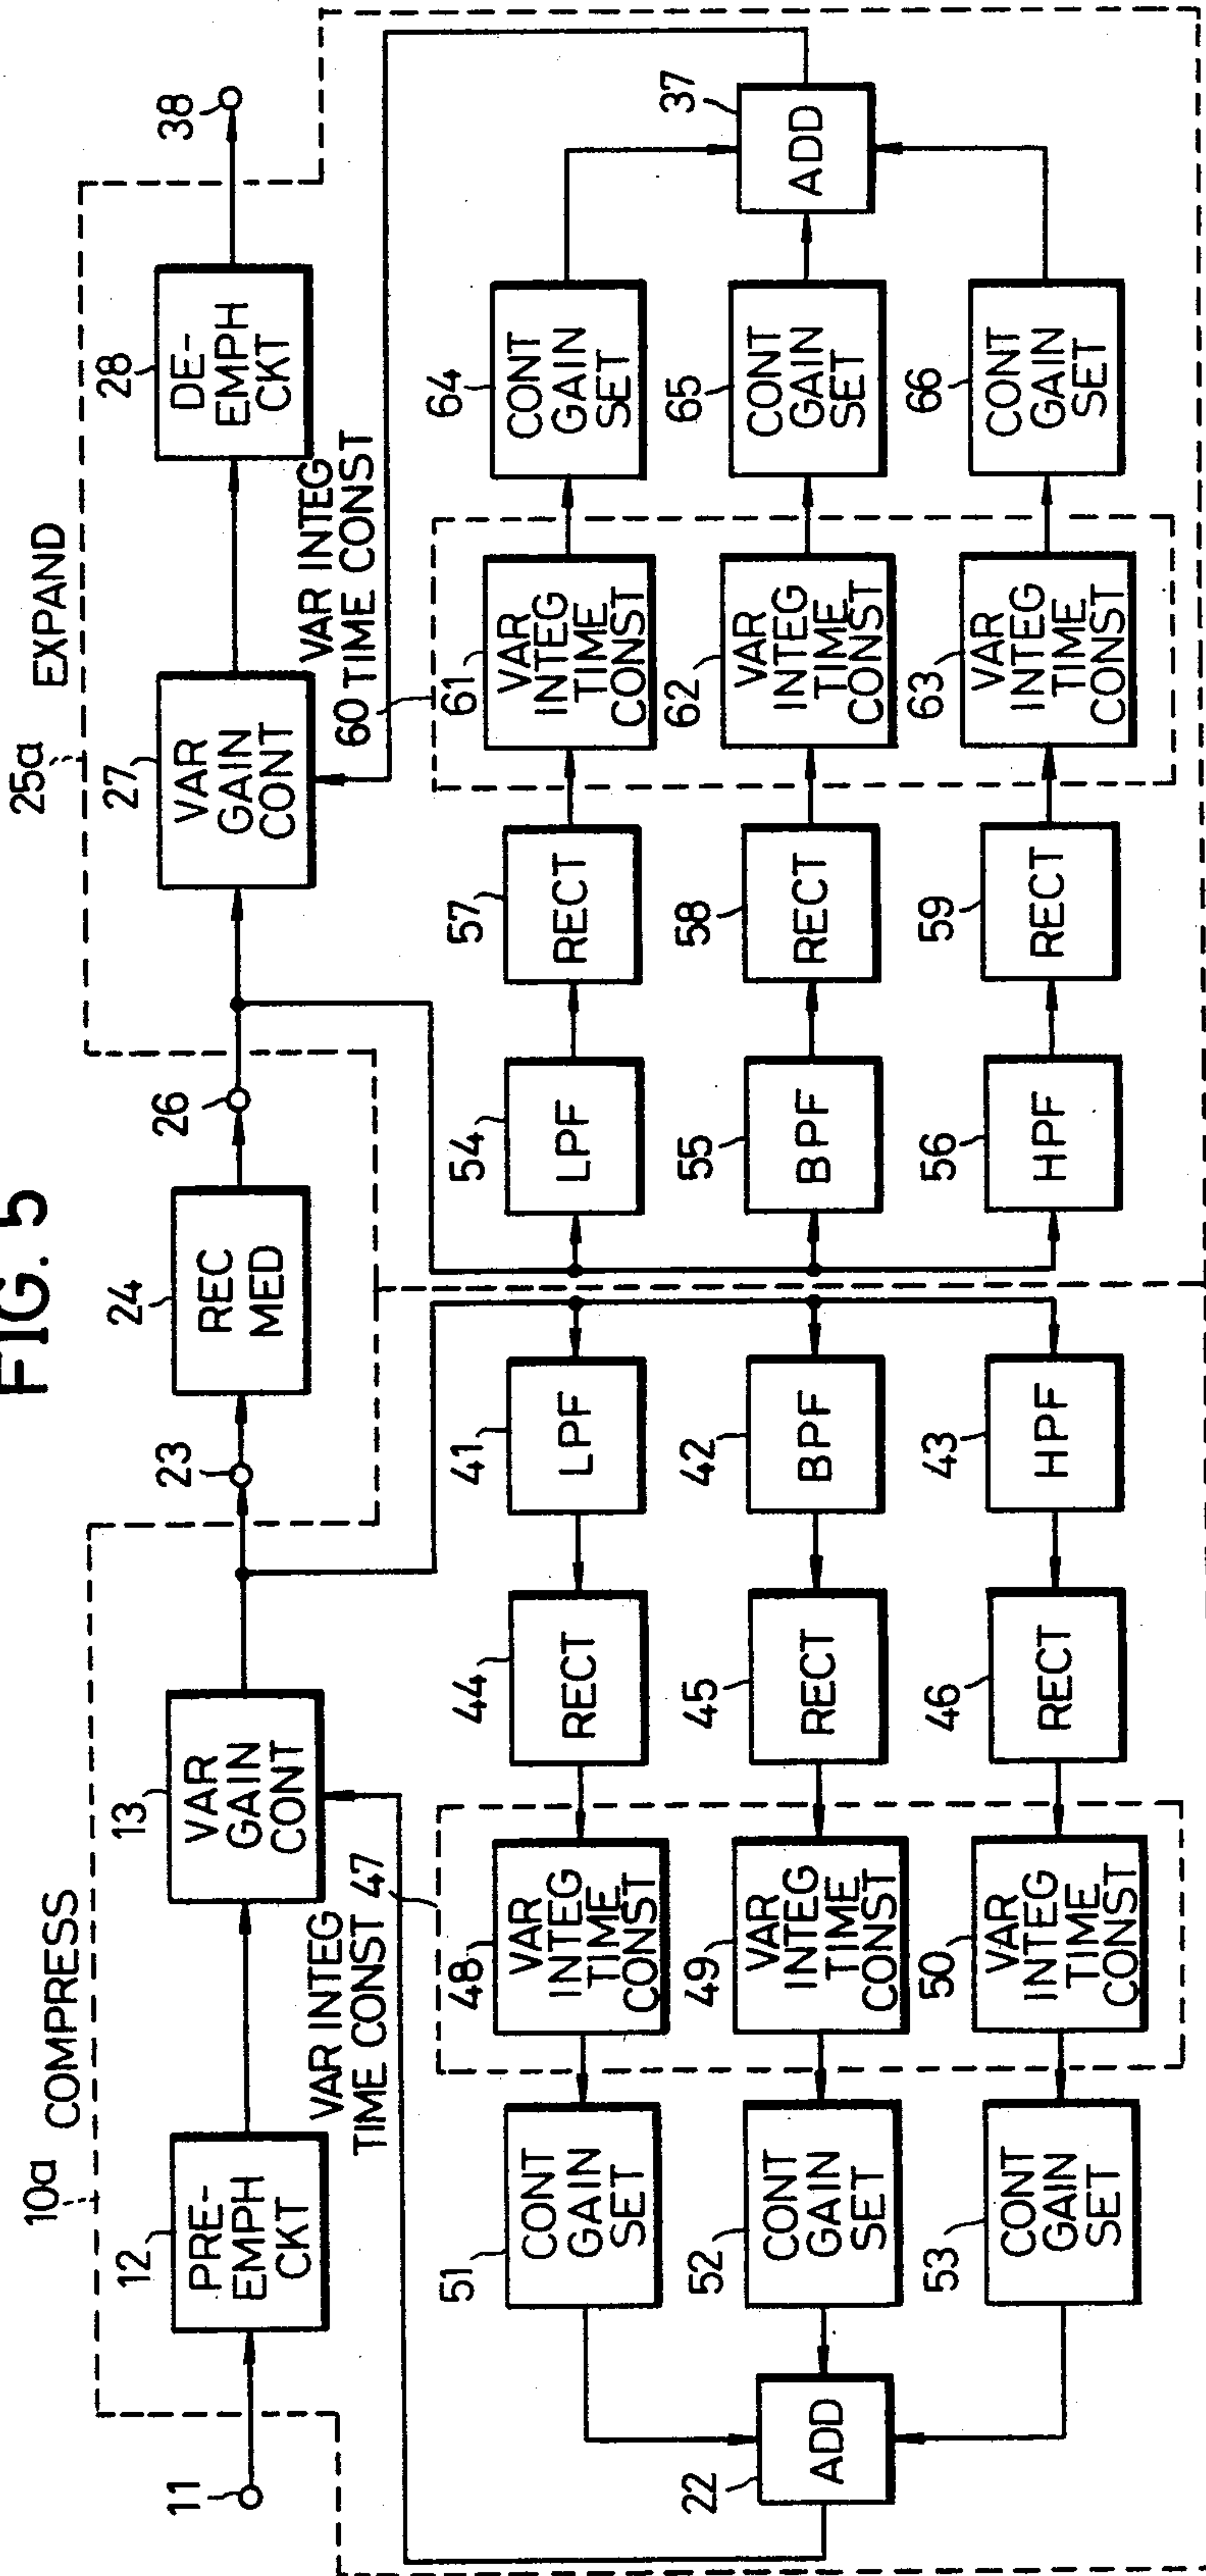 FIG. 5
10a COMPRESS
25a EXPAND
11
12
PRE-
EMPH
CKT
13
VAR
GAIN
CONT
23
24
REC
MED
26
27
VAR
GAIN
CONT
28
DE-
EMPH
CKT
38
VAR INTEG
TIME CONST 47
VAR INTEG
60 TIME CONST
51
CONT
GAIN
SET
48
VAR
INTEG
TIME
CONST
44
RECT
41
LPF
54
LPF
57
RECT
61
VAR
INTEG
TIME
CONST
64
CONT
GAIN
SET
22
ADD
52
CONT
GAIN
SET
49
VAR
INTEG
TIME
CONST
45
RECT
42
BPF
55
BPF
58
RECT
62
VAR
INTEG
TIME
CONST
65
CONT
GAIN
SET
37
ADD
53
CONT
GAIN
SET
50
VAR
INTEG
TIME
CONST
46
RECT
43
HPF
56
HPF
59
RECT
63
VAR
INTEG
TIME
CONST
66
CONT
GAIN
SET